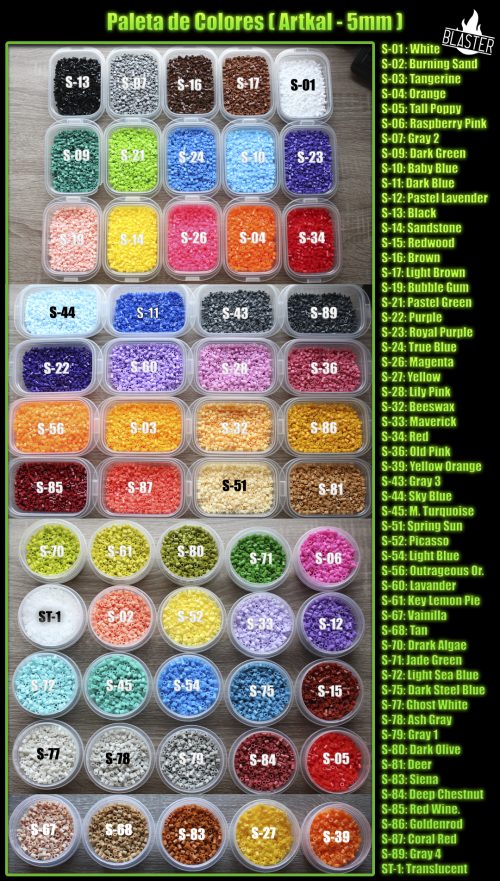 Paleta de Colores ( Artkal - 5mm )
BLASTER
S-13 S-07 S-16 S-17 S-01
S-09 S-21 S-24 S-10 S-23
S-19 S-14 S-26 S-04 S-34
S-44 S-11 S-43 S-89
S-22 S-60 S-28 S-36
S-56 S-03 S-32 S-86
S-85 S-87 S-51 S-81
S-70 S-61 S-80 S-71 S-06
ST-1 S-02 S-52 S-33 S-12
S-72 S-45 S-54 S-75 S-15
S-77 S-78 S-79 S-84 S-05
S-67 S-68 S-83 S-27 S-39
S-01 : White
S-02: Burning Sand
S-03: Tangerine
S-04: Orange
S-05: Tall Poppy
S-06: Raspberry Pink
S-07: Gray 2
S-09: Dark Green
S-10: Baby Blue
S-11: Dark Blue
S-12: Pastel Lavender
S-13: Black
S-14: Sandstone
S-15: Redwood
S-16: Brown
S-17: Light Brown
S-19: Bubble Gum
S-21: Pastel Green
S-22: Purple
S-23: Royal Purple
S-24: True Blue
S-26: Magenta
S-27: Yellow
S-28: Lily Pink
S-32: Beeswax
S-33: Maverick
S-34: Red
S-36: Old Pink
S-39: Yellow Orange
S-43: Gray 3
S-44: Sky Blue
S-45: M. Turquoise
S-51: Spring Sun
S-52: Picasso
S-54: Light Blue
S-56: Outrageous Or.
S-60: Lavander
S-61: Key Lemon Pie
S-67: Vainilla
S-68: Tan
S-70: Drark Algae
S-71: Jade Green
S-72: Light Sea Blue
S-75: Dark Steel Blue
S-77: Ghost White
S-78: Ash Gray
S-79: Gray 1
S-80: Dark Olive
S-81: Deer
S-83: Siena
S-84: Deep Chestnut
S-85: Red Wine.
S-86: Goldenrod
S-87: Coral Red
S-89: Gray 4
ST-1: Translucent